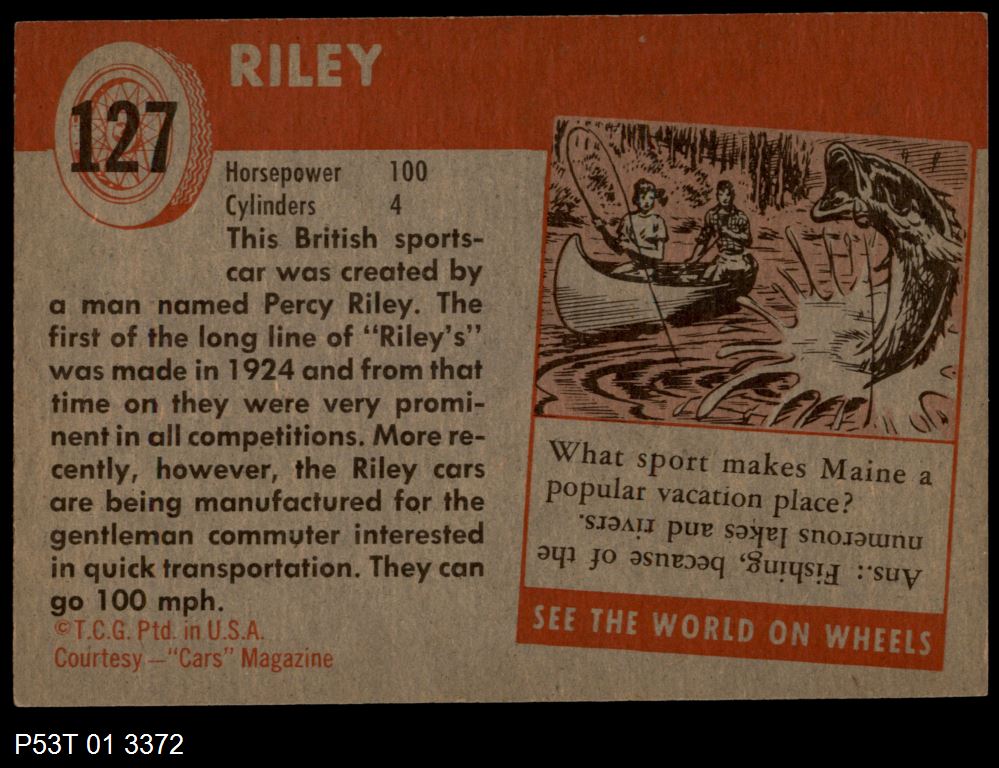 RILEY
127
Horsepower 100
Cylinders 4
This British sports-
car was created by
a man named Percy Riley. The
first of the long line of "Riley's"
was made in 1924 and from that
time on they were very promi-
nent in all competitions. More re-
cently, however, the Riley cars
are being manufactured for the
gentleman commuter interested
in quick transportation. They can
go 100 mph.
©T.C.G. Ptd. in U.S.A.
Courtesy—"Cars" Magazine
What sport makes Maine a
popular vacation place?
Ans.: Fishing, because of the
numerous lakes and rivers.
SEE THE WORLD ON WHEELS
P53T 01 3372